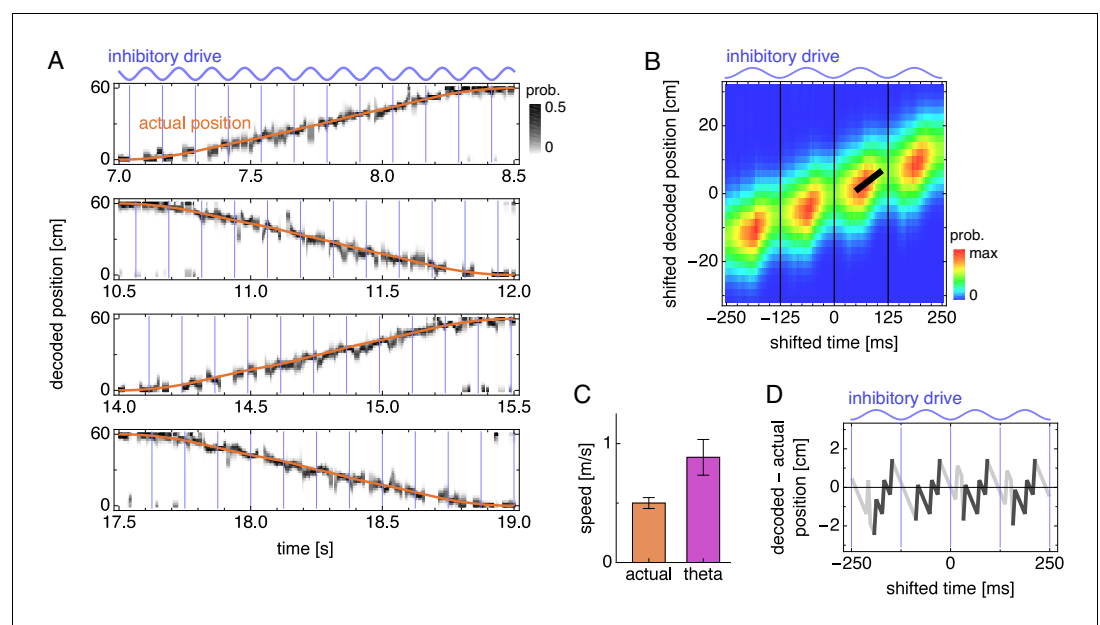 A
inhibitory drive
60
0
actual position
prob.
0.5
0
7.0 7.5 8.0 8.5
60
0
10.5 11.0 11.5 12.0
60
0
14.0 14.5 15.0 15.5
60
0
17.5 18.0 18.5 19.0
decoded position [cm]
time [s]
B
inhibitory drive
20
0
−20
shifted decoded position [cm]
prob.
max
0
−250 −125 0 125 250
shifted time [ms]
C
1
0
speed [m/s]
actual theta
D
inhibitory drive
2
0
−2
decoded − actual
position [cm]
−250 0 250
shifted time [ms]